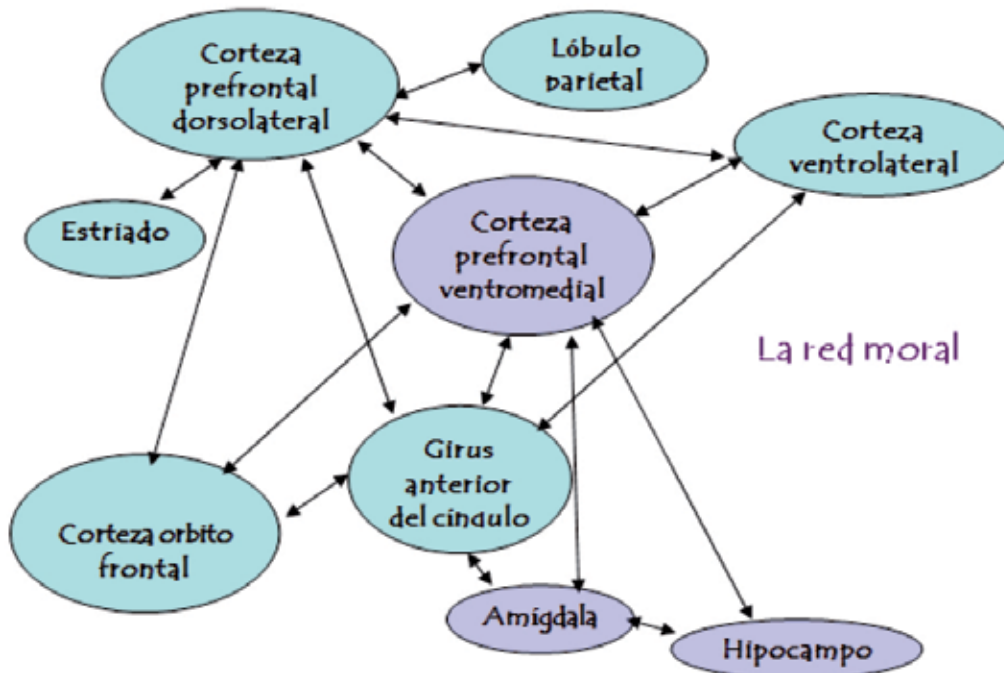 Corteza
prefrontal
dorsolateral
Lóbulo
parietal
Corteza
ventrolateral
Estriado
Corteza
prefrontal
ventromedial
La red moral
Girus
anterior
del cíndulo
Corteza orbito
frontal
Amígdala
Hipocampo